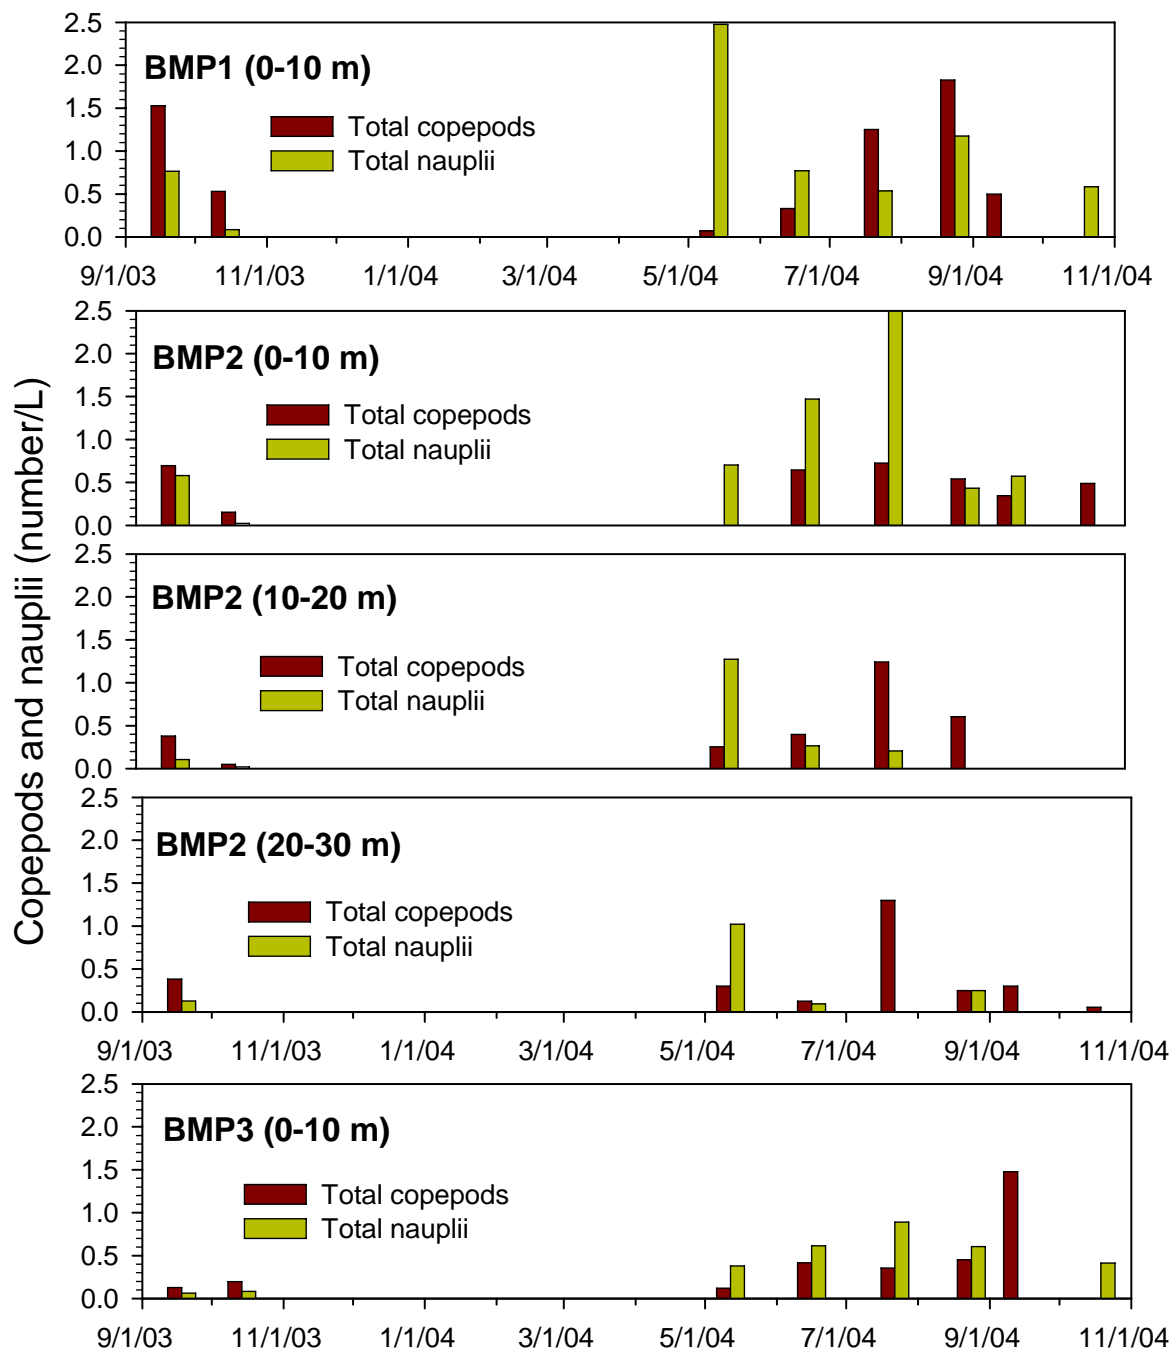 Copepods and nauplii (number/L)
2.5
2.0
1.5
1.0
0.5
0.0
BMP1 (0-10 m)
Total copepods
Total nauplii
9/1/03 11/1/03 1/1/04 3/1/04 5/1/04 7/1/04 9/1/04 11/1/04
2.5
2.0
1.5
1.0
0.5
0.0
BMP2 (0-10 m)
Total copepods
Total nauplii
2.5
2.0
1.5
1.0
0.5
0.0
BMP2 (10-20 m)
Total copepods
Total nauplii
2.5
2.0
1.5
1.0
0.5
0.0
BMP2 (20-30 m)
Total copepods
Total nauplii
9/1/03 11/1/03 1/1/04 3/1/04 5/1/04 7/1/04 9/1/04 11/1/04
2.5
2.0
1.5
1.0
0.5
0.0
BMP3 (0-10 m)
Total copepods
Total nauplii
9/1/03 11/1/03 1/1/04 3/1/04 5/1/04 7/1/04 9/1/04 11/1/04